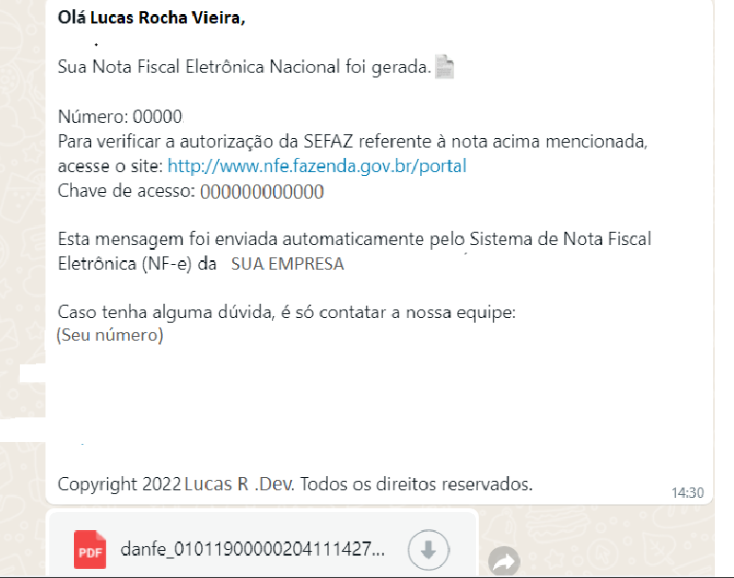 Olá Lucas Rocha Vieira,
.
Sua Nota Fiscal Eletrônica Nacional foi gerada.
Número: 00000
Para verificar a autorização da SEFAZ referente à nota acima mencionada,
acesse o site: http://www.nfe.fazenda.gov.br/portal
Chave de acesso: 000000000000
Esta mensagem foi enviada automaticamente pelo Sistema de Nota Fiscal
Eletrônica (NF-e) da SUA EMPRESA
Caso tenha alguma dúvida, é só contatar a nossa equipe:
(Seu número)
Copyright 2022 Lucas R .Dev. Todos os direitos reservados.
14:30
PDF danfe_01011900000204111427...